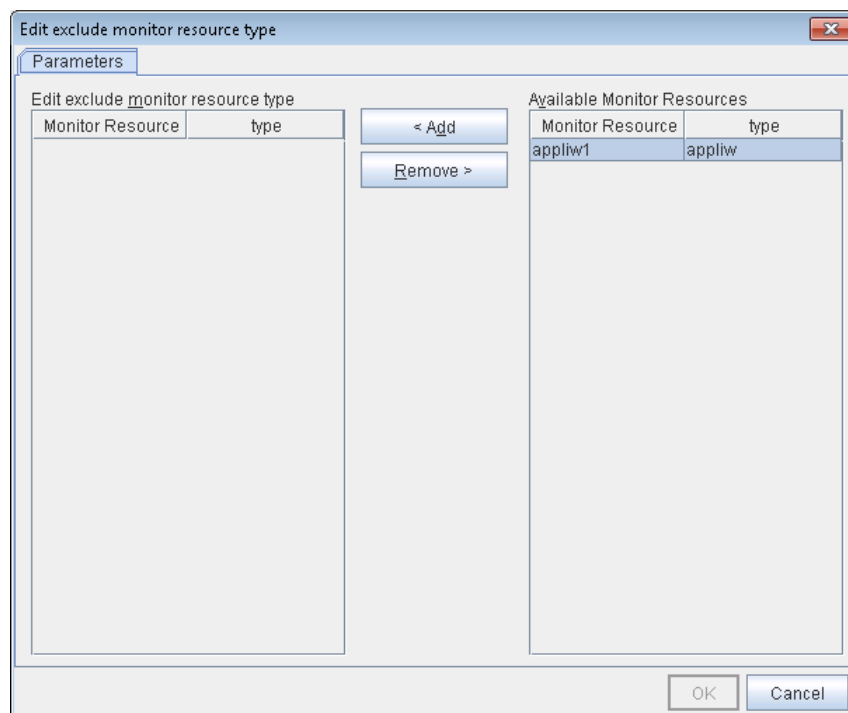 Edit exclude monitor resource type
Parameters
Edit exclude monitor resource type
Monitor Resource type
< Add
Remove >
Available Monitor Resources
Monitor Resource type
appliw1 appliw
OK Cancel